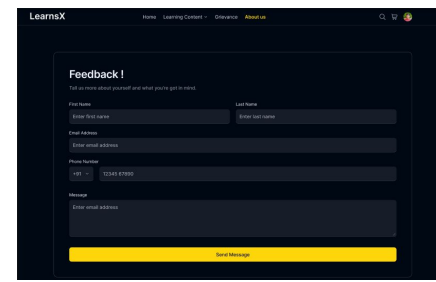 LearnsX Home Learning Content Grievance About us
Feedback !
Tell us more about yourself and what you're got in mind.
First Name Last Name
Enter first name Enter last name
Email Address
Enter email address
Phone Number
+91 12345 67890
Message
Enter email address
Send Message